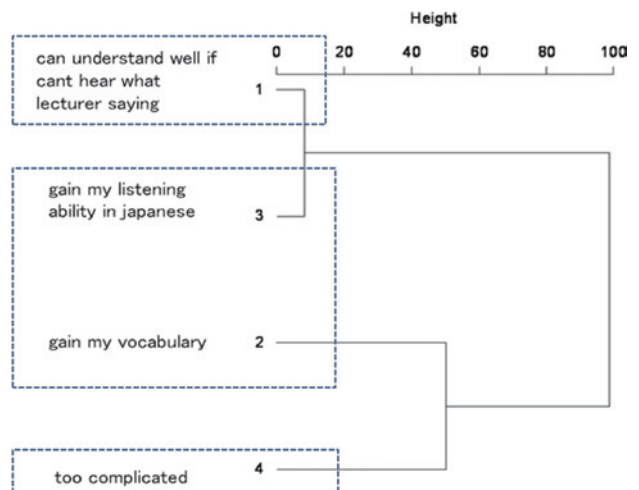 Height
0 20 40 60 80 100
can understand well if
cant hear what
lecturer saying
1
gain my listening
ability in japanese
3
gain my vocabulary 2
too complicated 4